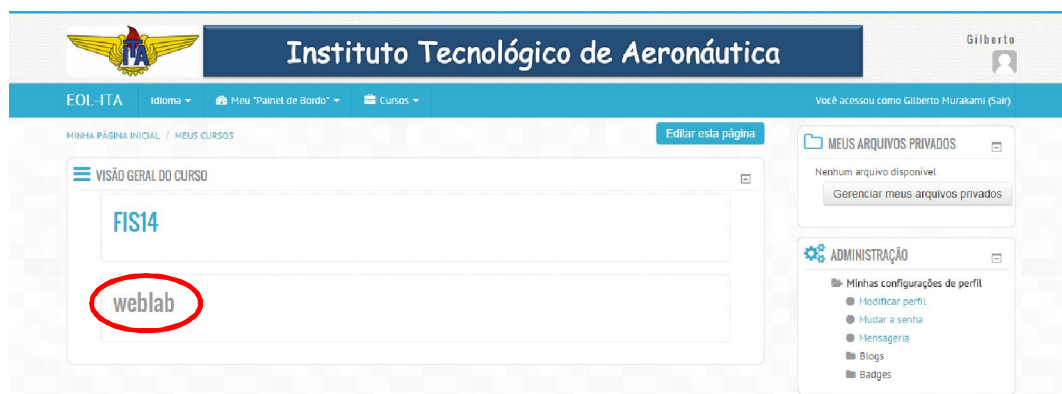 ITA
Instituto Tecnológico de Aeronáutica
Gilberto
EOL-ITA Idioma Meu "Painel de Bordo" Cursos Você acessou como Gilberto Murakami (Sair)
MINHA PÁGINA INICIAL / MEUS CURSOS
Editar esta página
VISÃO GERAL DO CURSO
FIS14
weblab
MEUS ARQUIVOS PRIVADOS
Nenhum arquivo disponível
Gerenciar meus arquivos privados
ADMINISTRAÇÃO
Minhas configurações de perfil
Modificar perfil
Mudar a senha
Mensageria
Blogs
Badges